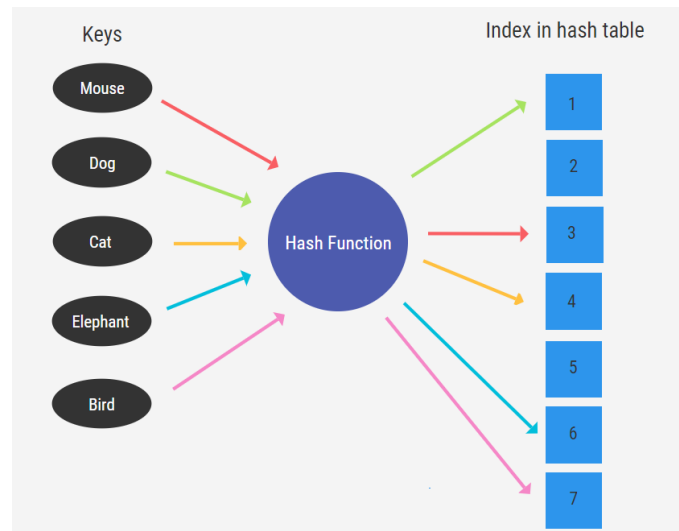 Keys
Index in hash table
Mouse
Dog
Cat
Elephant
Bird
Hash Function
1
2
3
4
5
6
7